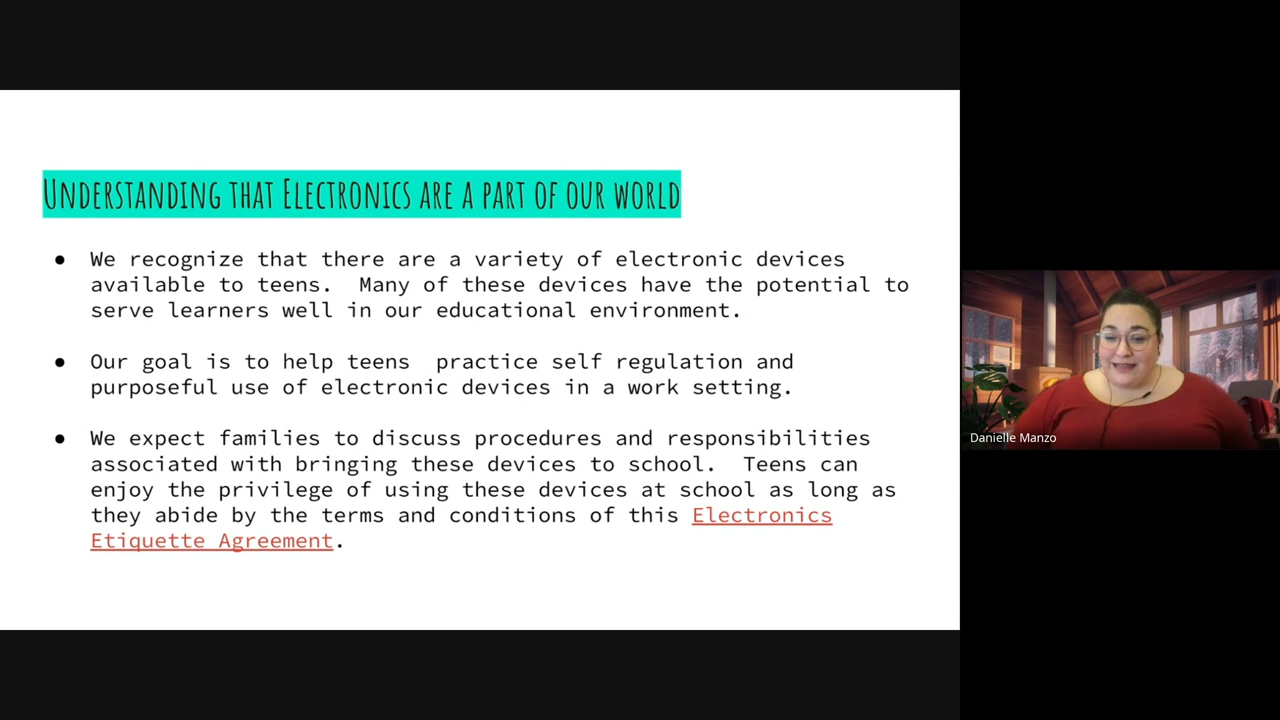 Understanding that Electronics are a part of our world
● We recognize that there are a variety of electronic devices
available to teens.  Many of these devices have the potential to
serve learners well in our educational environment.
● Our goal is to help teens  practice self regulation and
purposeful use of electronic devices in a work setting.
● We expect families to discuss procedures and responsibilities
associated with bringing these devices to school.  Teens can
enjoy the privilege of using these devices at school as long as
they abide by the terms and conditions of this Electronics
Etiquette Agreement.
Danielle Manzo